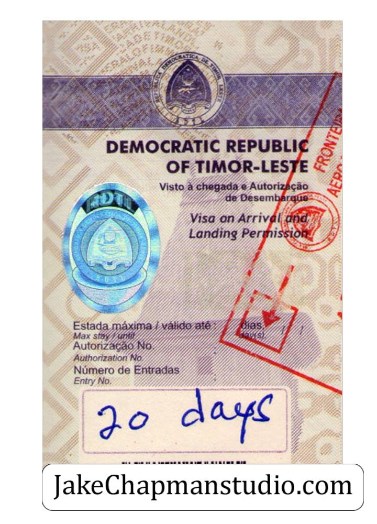 DEMOCRATIC REPUBLIC
OF TIMOR-LESTE
Visto à chegada e Autorização
de Desembarque
Visa on Arrival and
Landing Permission
FRONTEIRA
AERO
Estada máxima / válido até : dias, / /
Max stay / until day(s)
Autorização No.
Authorization No
Número de Entradas :
Entry No.
20 days
JakeChapmanstudio.com